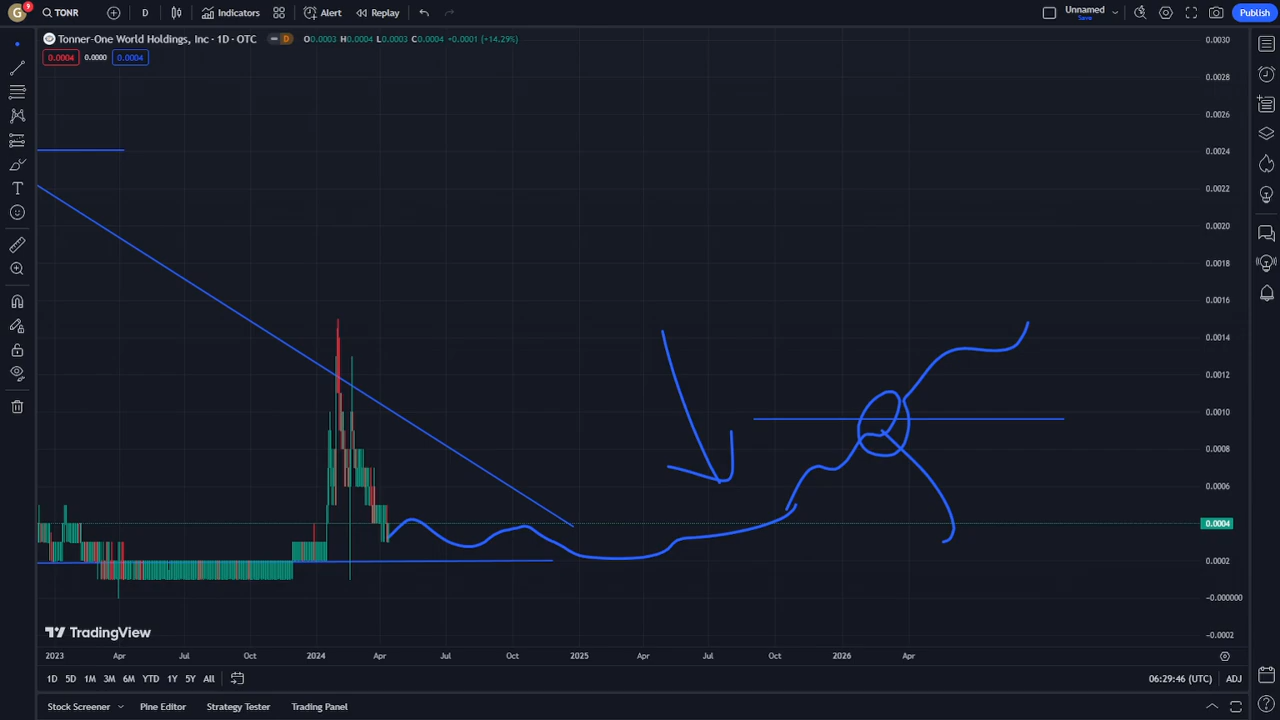 G 9 TONR D Indicators Alert Replay Unnamed Save Publish
Tonner-One World Holdings, Inc · 1D · OTC D O0.0003 H0.0004 L0.0003 C0.0004 +0.0001 (+14.29%)
0.0004 0.0000 0.0004
0.0030
0.0028
0.0026
0.0024
0.0022
0.0020
0.0018
0.0016
0.0014
0.0012
0.0010
0.0008
0.0006
0.0004
0.0002
−0.000000
−0.0002
TradingView
2023 Apr Jul Oct 2024 Apr Jul Oct 2025 Apr Jul Oct 2026 Apr
1D 5D 1M 3M 6M YTD 1Y 5Y All 06:29:46 (UTC) ADJ
Stock Screener Pine Editor Strategy Tester Trading Panel